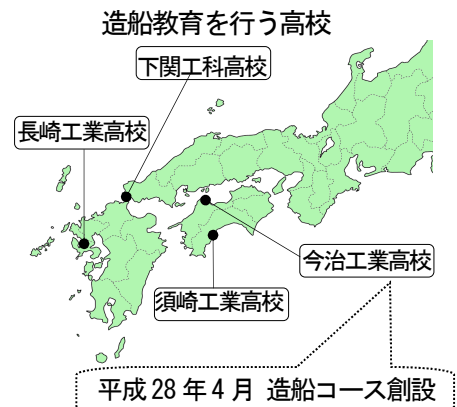 造船教育を行う高校
下関工科高校
長崎工業高校
今治工業高校
須崎工業高校
平成28年4月 造船コース創設